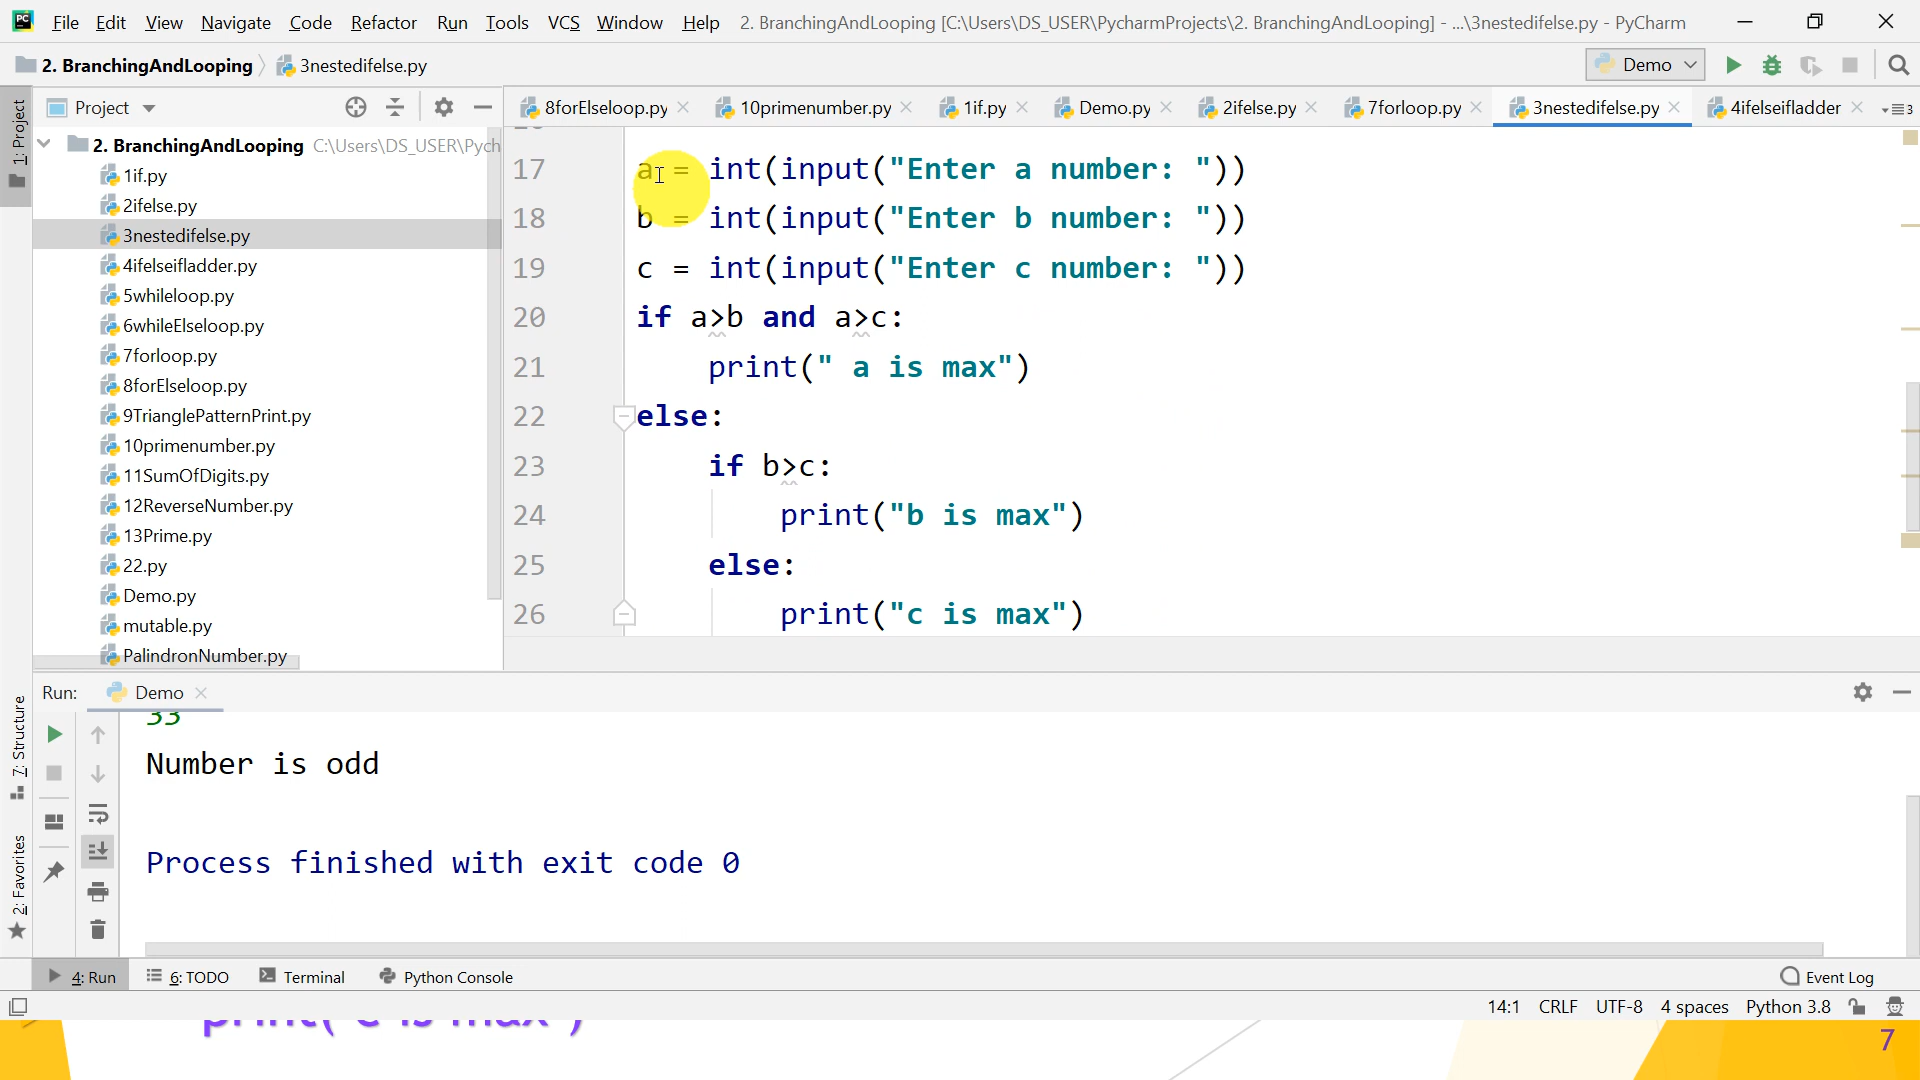 File Edit View Navigate Code Refactor Run Tools VCS Window Help 2. BranchingAndLooping [C:\Users\DS_USER\PycharmProjects\2. BranchingAndLooping] - ...\3nestedifelse.py - PyCharm
2. BranchingAndLooping 3nestedifelse.py Demo
Project
8forElseloop.py 10primenumber.py 1if.py Demo.py 2ifelse.py 7forloop.py 3nestedifelse.py 4ifelseifladder 3
1: Project
2. BranchingAndLooping C:\Users\DS_USER\Pych
1if.py
2ifelse.py
3nestedifelse.py
4ifelseifladder.py
5whileloop.py
6whileElseloop.py
7forloop.py
8forElseloop.py
9TrianglePatternPrint.py
10primenumber.py
11SumOfDigits.py
12ReverseNumber.py
13Prime.py
22.py
Demo.py
mutable.py
PalindronNumber.py
17 a = int(input("Enter a number: "))
18 b = int(input("Enter b number: "))
19 c = int(input("Enter c number: "))
20 if a>b and a>c:
21 print(" a is max")
22 else:
23 if b>c:
24 print("b is max")
25 else:
26 print("c is max")
Run: Demo
33
Number is odd
Process finished with exit code 0
7: Structure
2: Favorites
4: Run 6: TODO Terminal Python Console Event Log
14:1 CRLF UTF-8 4 spaces Python 3.8
print("c is max")
7